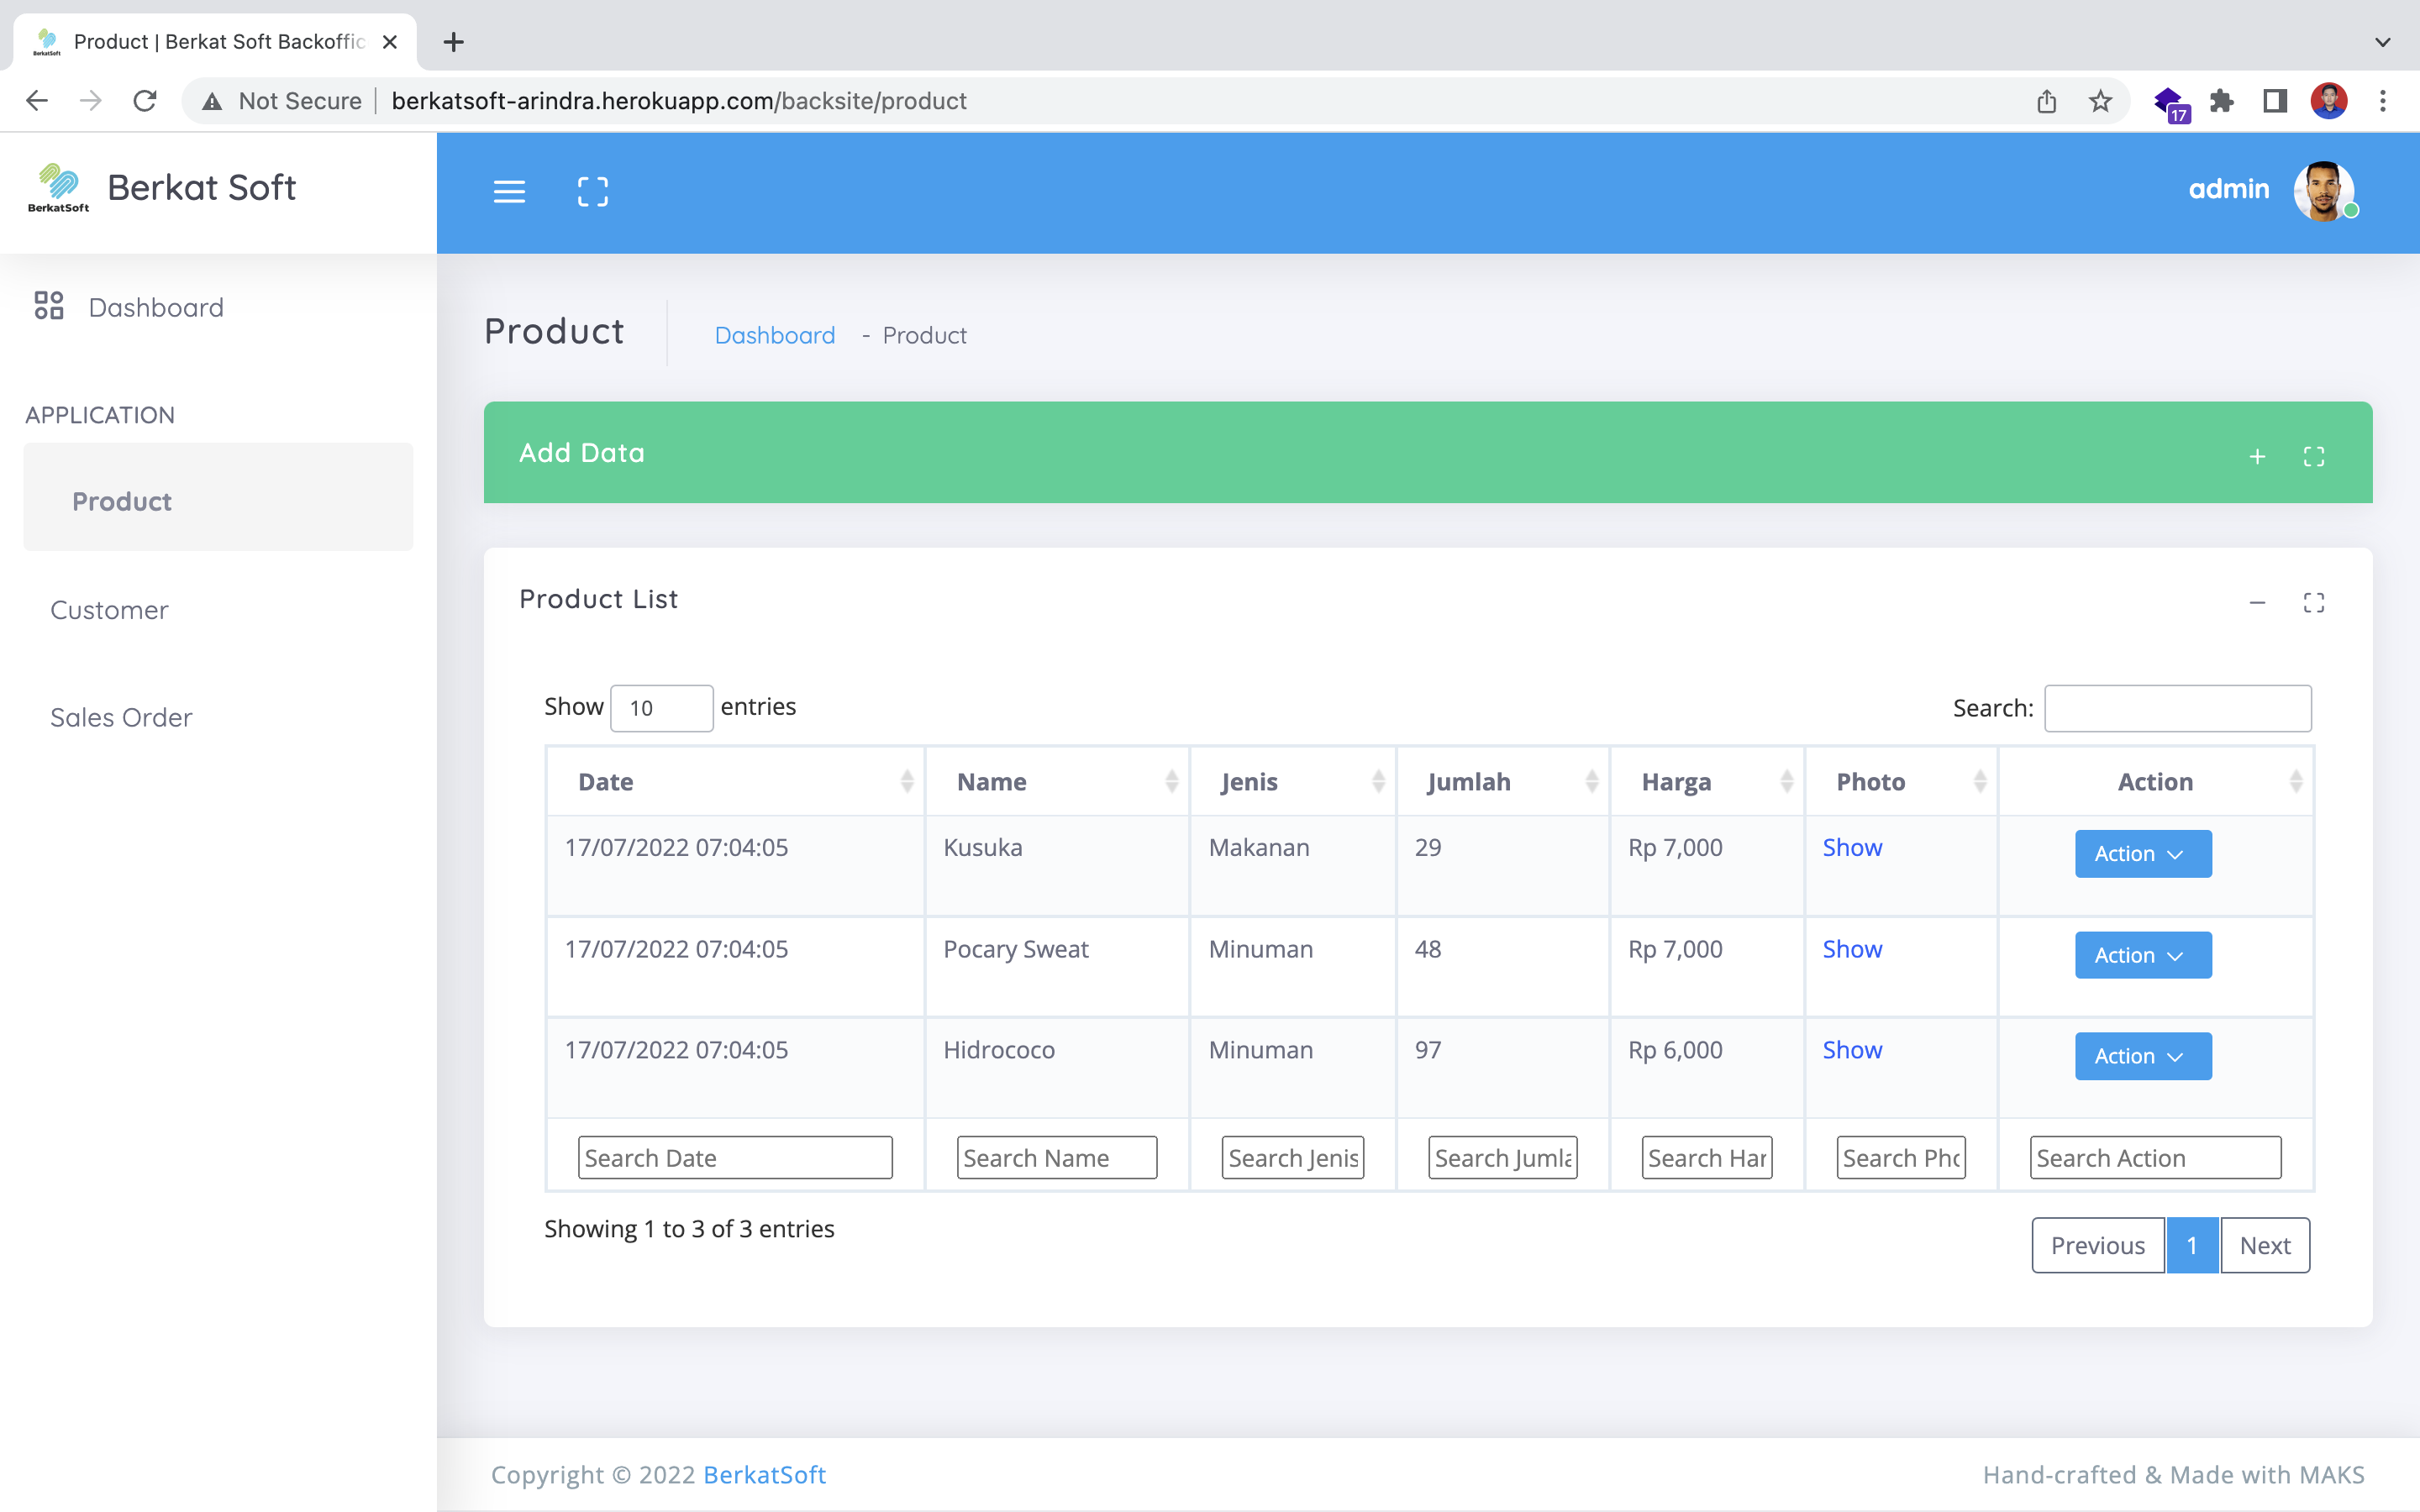 Product | Berkat Soft Backoffic
Not Secure | berkatsoft-arindra.herokuapp.com/backsite/product
17
BerkatSoft
Berkat Soft
admin
Dashboard
APPLICATION
Product
Customer
Sales Order
Product
Dashboard - Product
Add Data
Product List
Show 10 entries
Search:
Date Name Jenis Jumlah Harga Photo Action
17/07/2022 07:04:05 Kusuka Makanan 29 Rp 7,000 Show Action
17/07/2022 07:04:05 Pocary Sweat Minuman 48 Rp 7,000 Show Action
17/07/2022 07:04:05 Hidrococo Minuman 97 Rp 6,000 Show Action
Search Date Search Name Search Jenis Search Jumla Search Har Search Pho Search Action
Showing 1 to 3 of 3 entries
Previous 1 Next
Copyright © 2022 BerkatSoft
Hand-crafted & Made with MAKS